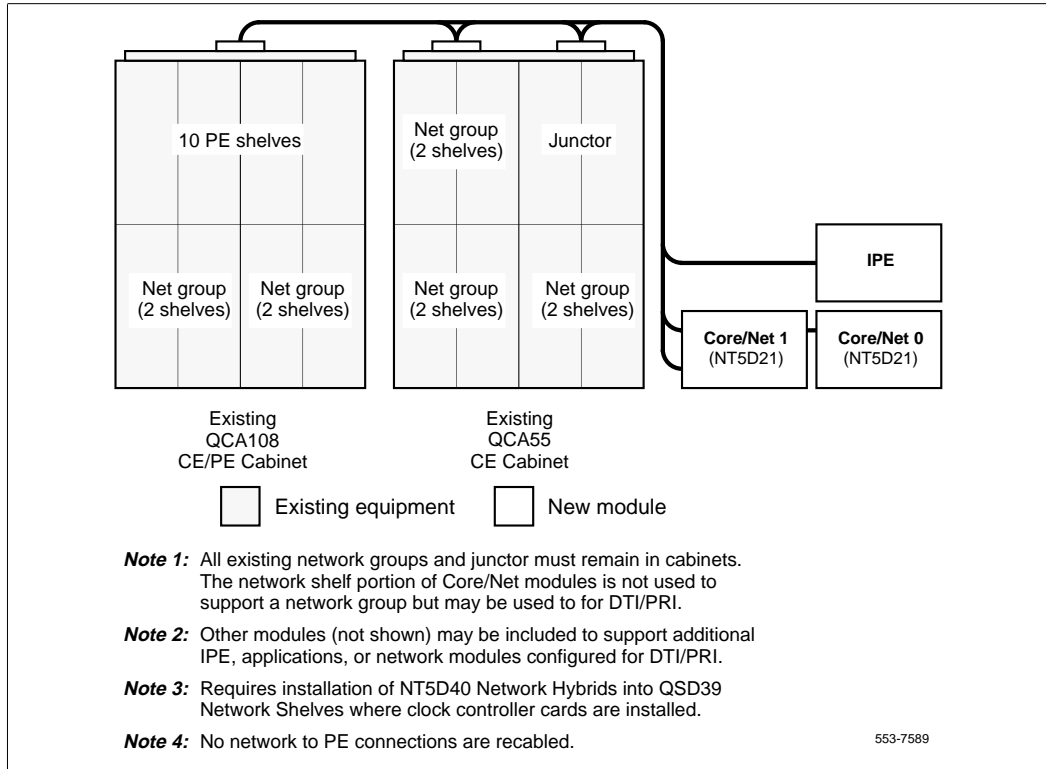 10 PE shelves
Net group
(2 shelves)
Junctor
Net group
(2 shelves)
Net group
(2 shelves)
Net group
(2 shelves)
Net group
(2 shelves)
IPE
Core/Net 1
(NT5D21)
Core/Net 0
(NT5D21)
Existing
QCA108
CE/PE Cabinet
Existing
QCA55
CE Cabinet
Existing equipment
New module
Note 1: All existing network groups and junctor must remain in cabinets.
The network shelf portion of Core/Net modules is not used to
support a network group but may be used to for DTI/PRI.
Note 2: Other modules (not shown) may be included to support additional
IPE, applications, or network modules configured for DTI/PRI.
Note 3: Requires installation of NT5D40 Network Hybrids into QSD39
Network Shelves where clock controller cards are installed.
Note 4: No network to PE connections are recabled.
553-7589